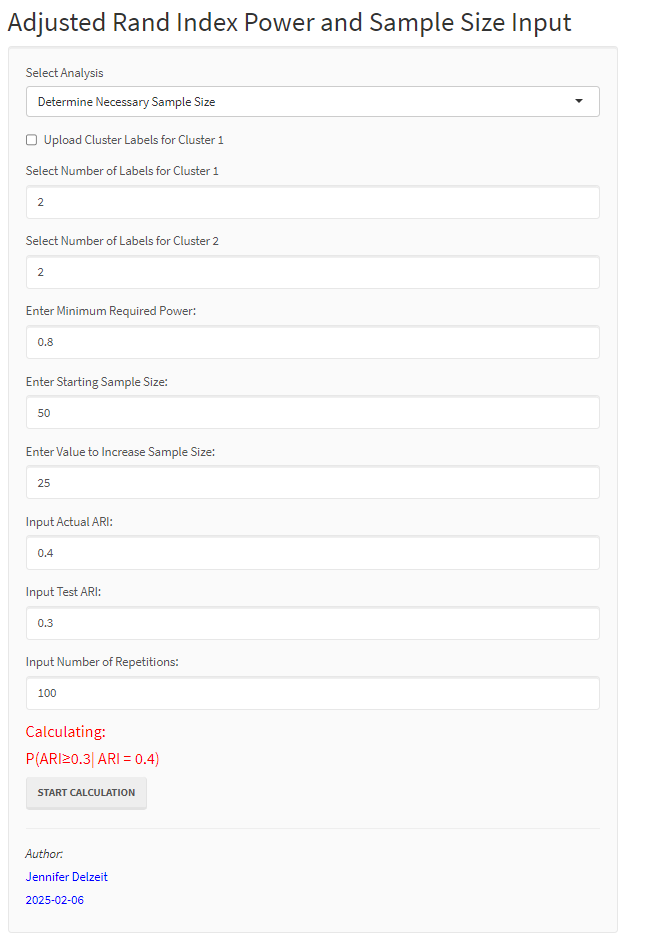 Adjusted Rand Index Power and Sample Size Input
Select Analysis
Determine Necessary Sample Size
Upload Cluster Labels for Cluster 1
Select Number of Labels for Cluster 1
2
Select Number of Labels for Cluster 2
2
Enter Minimum Required Power:
0.8
Enter Starting Sample Size:
50
Enter Value to Increase Sample Size:
25
Input Actual ARI:
0.4
Input Test ARI:
0.3
Input Number of Repetitions:
100
Calculating:
P(ARI≥0.3| ARI = 0.4)
START CALCULATION
Author:
Jennifer Delzeit
2025-02-06